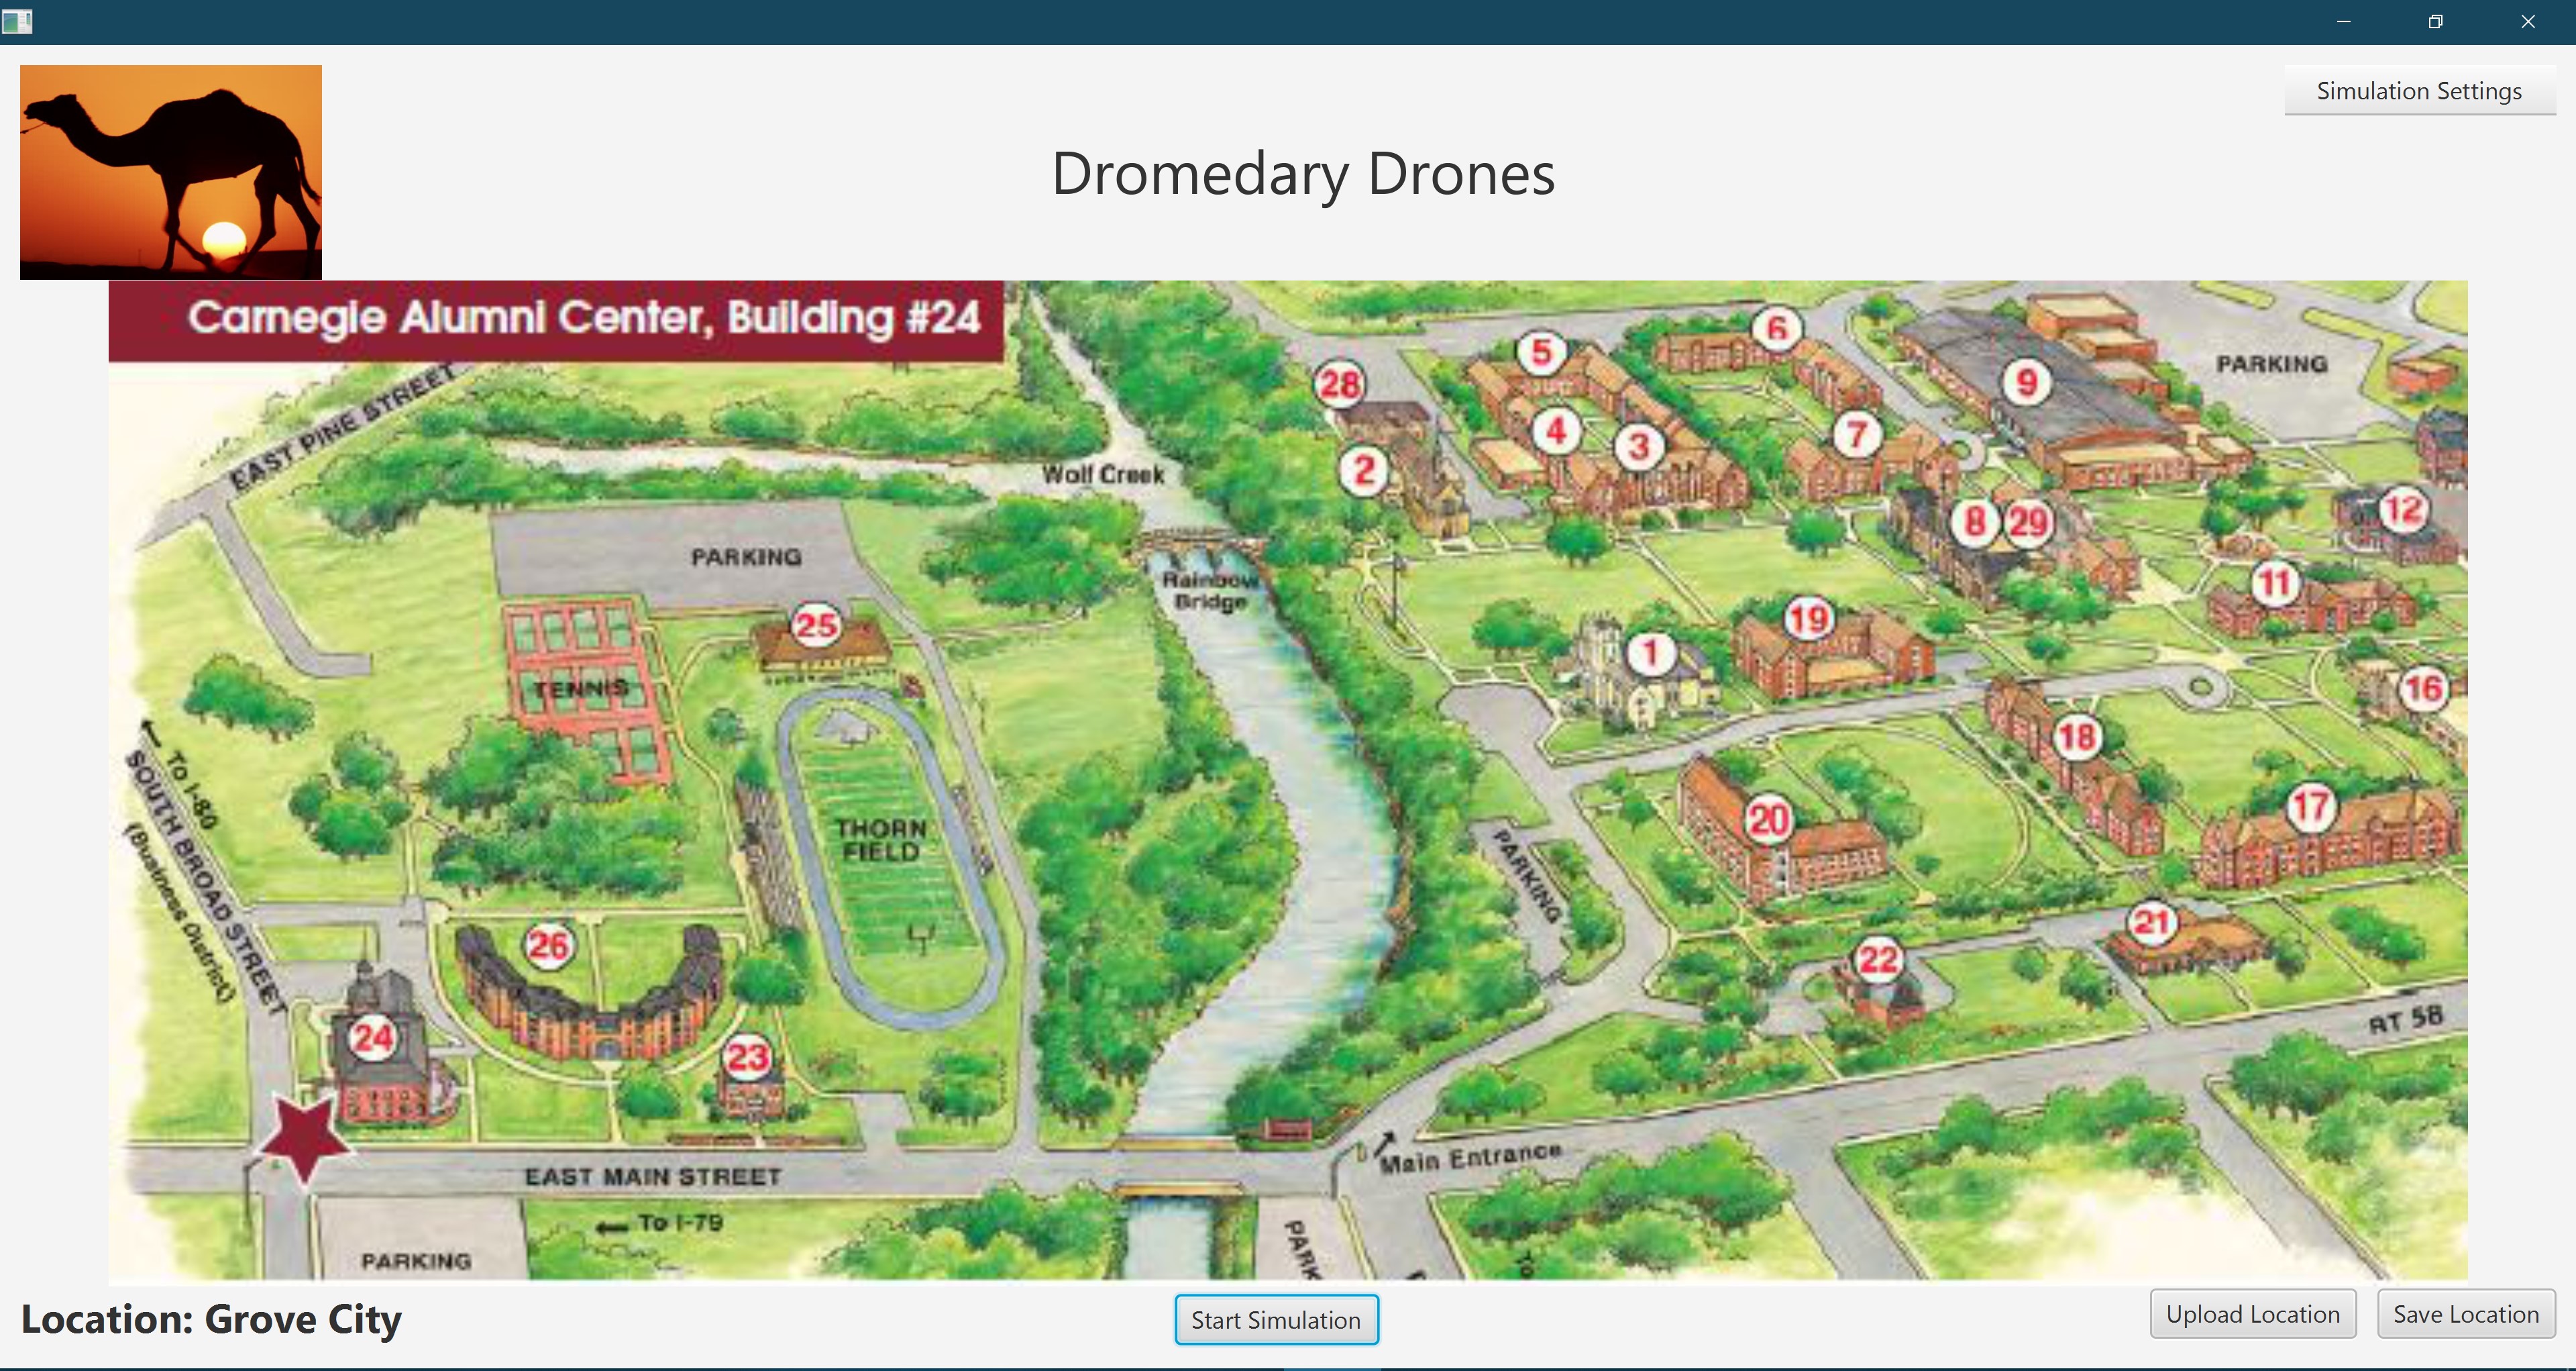 Simulation Settings
Dromedary Drones
Carnegie Alumni Center, Building #24
6
5
PARKING
28
9
EAST PINE STREET
4
7
3
Wolf Creek
2
12
8
29
PARKING
Rainbow
Bridge
11
19
25
1
TENNIS
16
To I-80
SOUTH BROAD STREET
(Business District)
18
17
20
THORN
FIELD
PARKING
21
26
22
RT 58
24
23
Main Entrance
EAST MAIN STREET
To I-79
PARKING
PARK
To
Location: Grove City
Start Simulation
Upload Location
Save Location